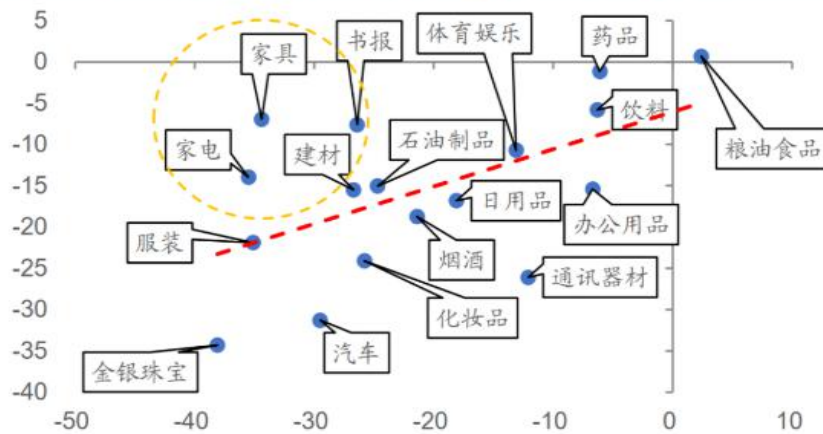 5
0
-5
-10
-15
-20
-25
-30
-35
-40
-50
-40
-30
-20
-10
0
10
家具
书报
体育娱乐
药品
家电
建材
石油制品
饮料
粮油食品
服装
日用品
办公用品
烟酒
通讯器材
化妆品
汽车
金银珠宝